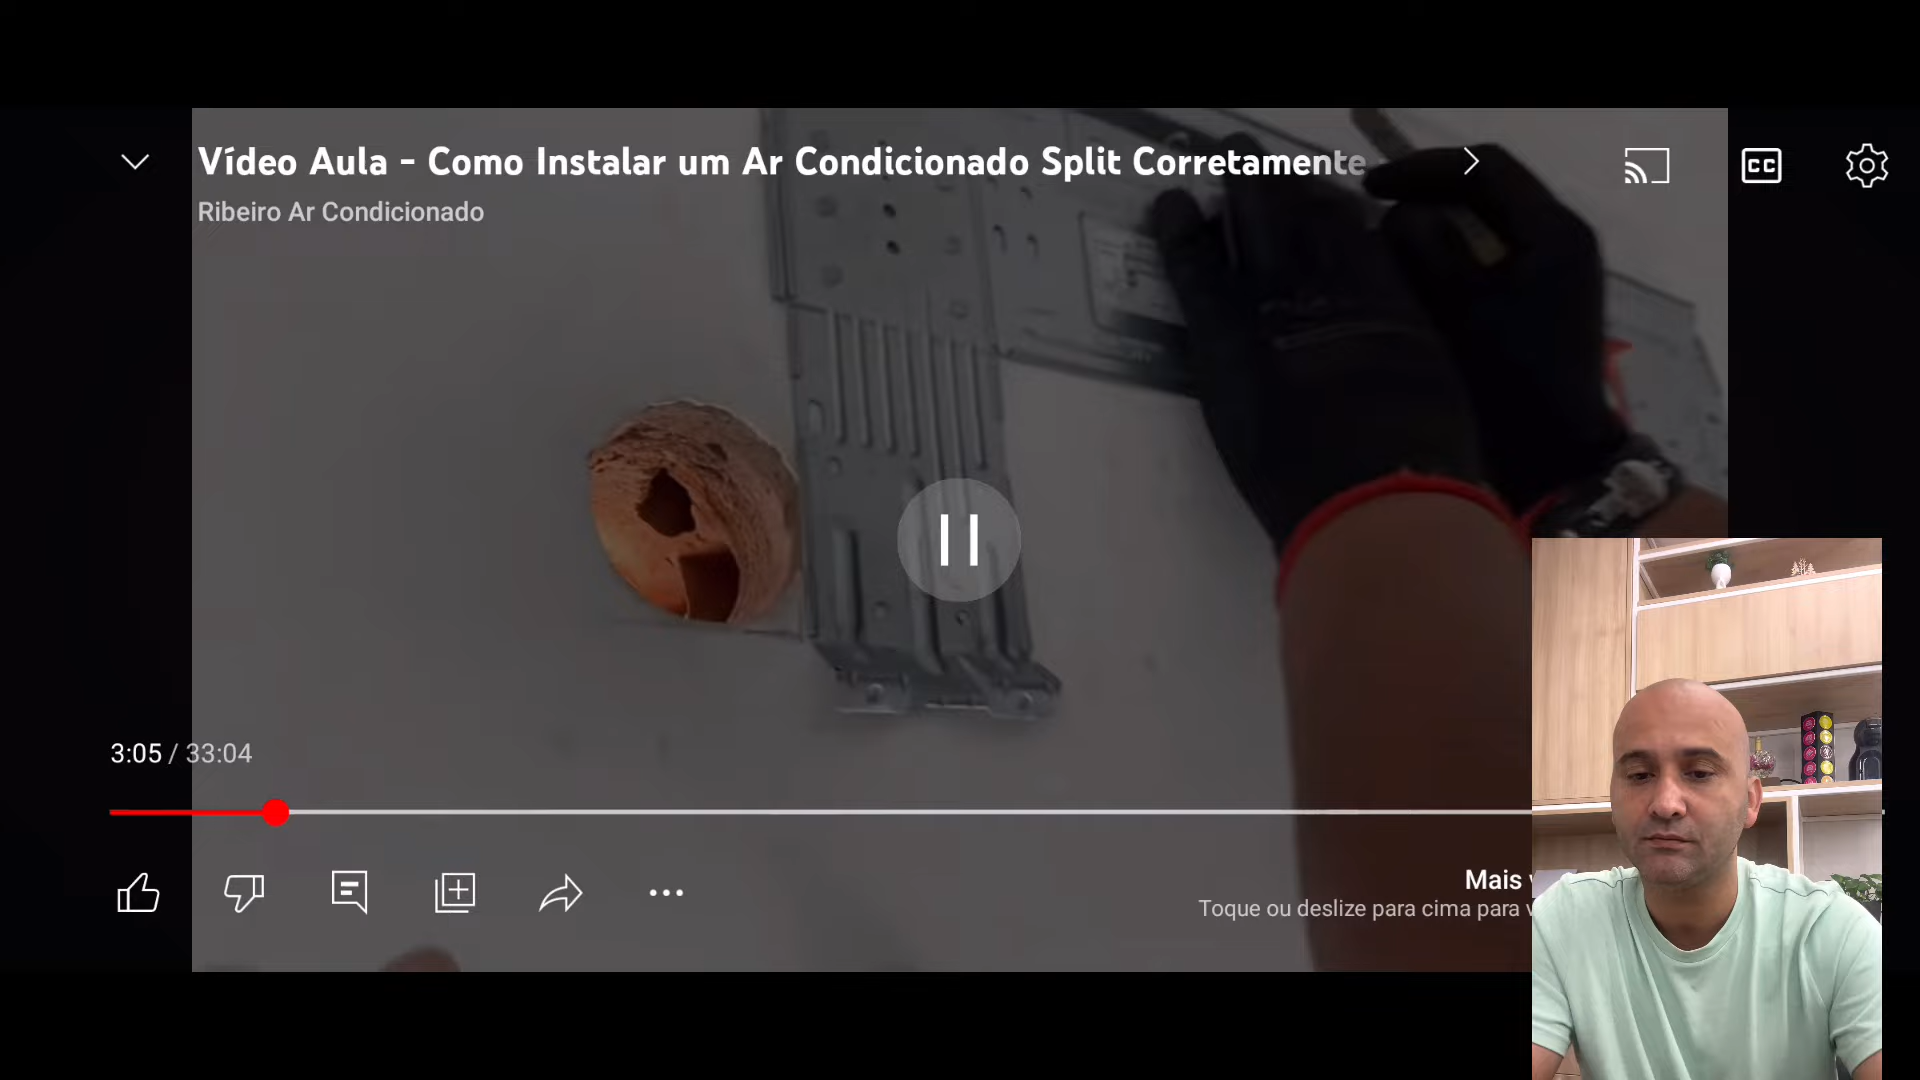 Vídeo Aula - Como Instalar um Ar Condicionado Split Corretamente
Ribeiro Ar Condicionado
CC
3:05 / 33:04
Mais
Toque ou deslize para cima para